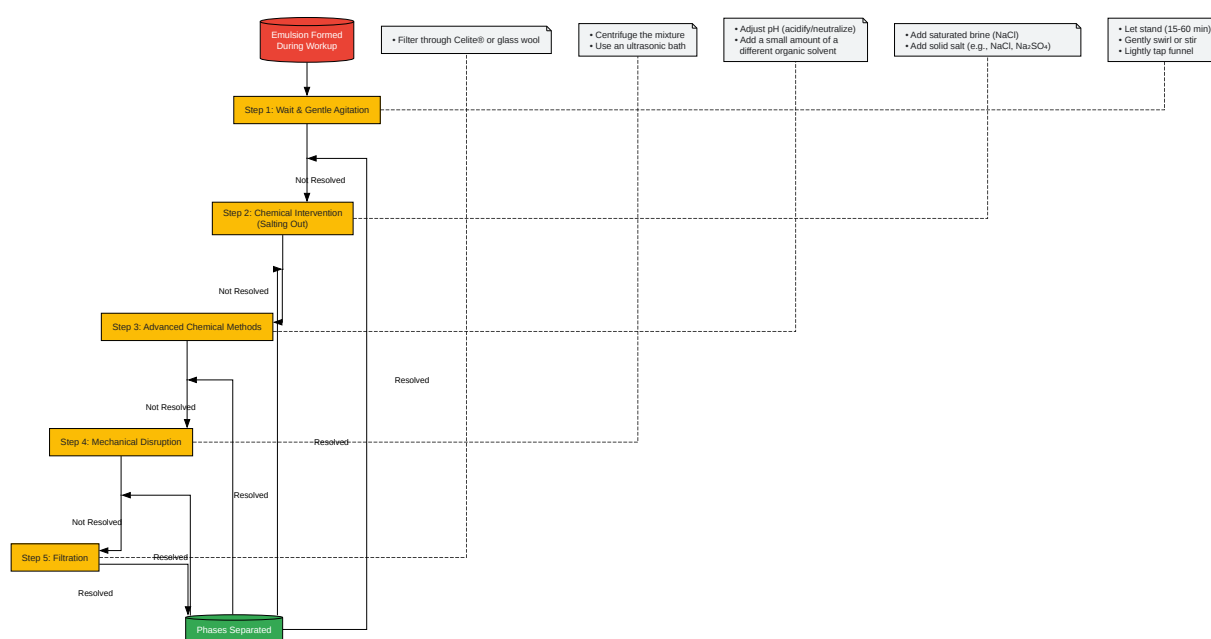 Emulsion Formed
During Workup
• Filter through Celite® or glass wool
• Centrifuge the mixture
• Use an ultrasonic bath
• Adjust pH (acidify/neutralize)
• Add a small amount of a
different organic solvent
• Add saturated brine (NaCl)
• Add solid salt (e.g., NaCl, Na₂SO₄)
• Let stand (15-60 min)
• Gently swirl or stir
• Lightly tap funnel
Step 1: Wait & Gentle Agitation
Not Resolved
Step 2: Chemical Intervention
(Salting Out)
Not Resolved
Step 3: Advanced Chemical Methods
Resolved
Not Resolved
Step 4: Mechanical Disruption
Resolved
Resolved
Not Resolved
Step 5: Filtration
Resolved
Resolved
Phases Separated